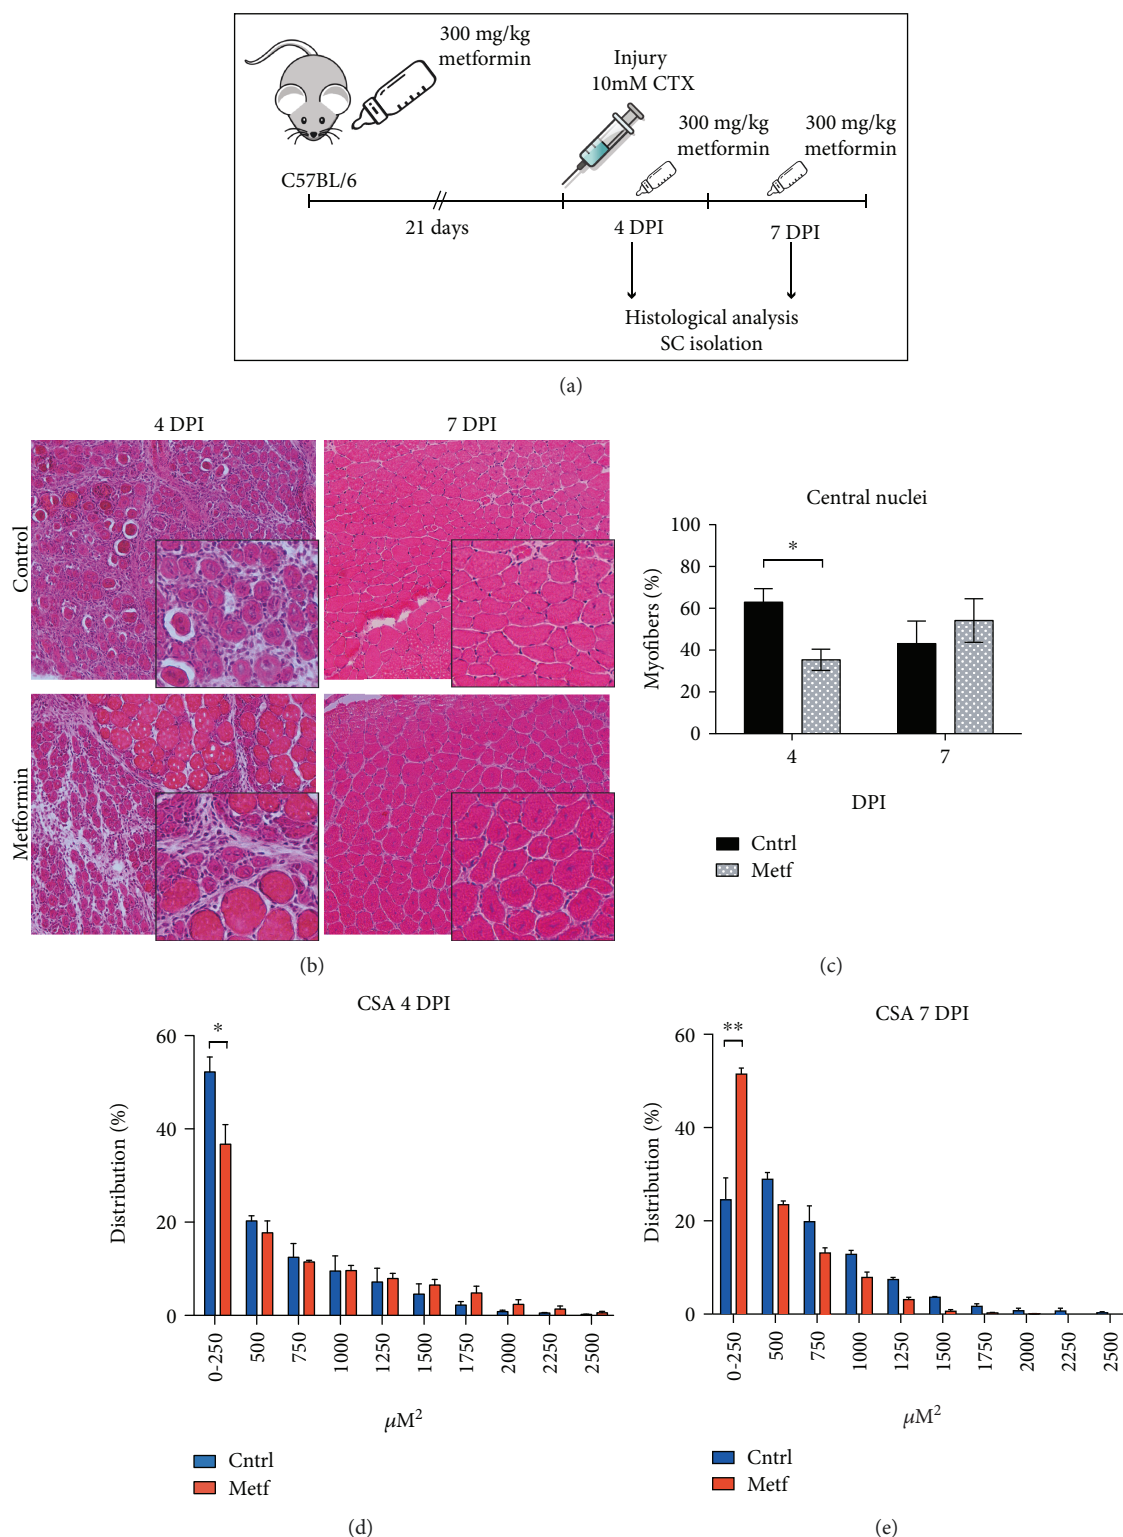 300 mg/kg
metformin
Injury
10mM CTX
300 mg/kg
metformin
300 mg/kg
metformin
C57BL/6
21 days
4 DPI
7 DPI
Histological analysis
SC isolation
(a)
4 DPI
7 DPI
Control
Metformin
(b)
Central nuclei
*
Myofibers (%)
100
80
60
40
20
0
4
7
DPI
Cntrl
Metf
(c)
CSA 4 DPI
*
Distribution (%)
60
40
20
0
0-250
500
750
1000
1250
1500
1750
2000
2250
2500
μM²
Cntrl
Metf
(d)
CSA 7 DPI
**
Distribution (%)
60
40
20
0
0-250
500
750
1000
1250
1500
1750
2000
2250
2500
μM²
Cntrl
Metf
(e)